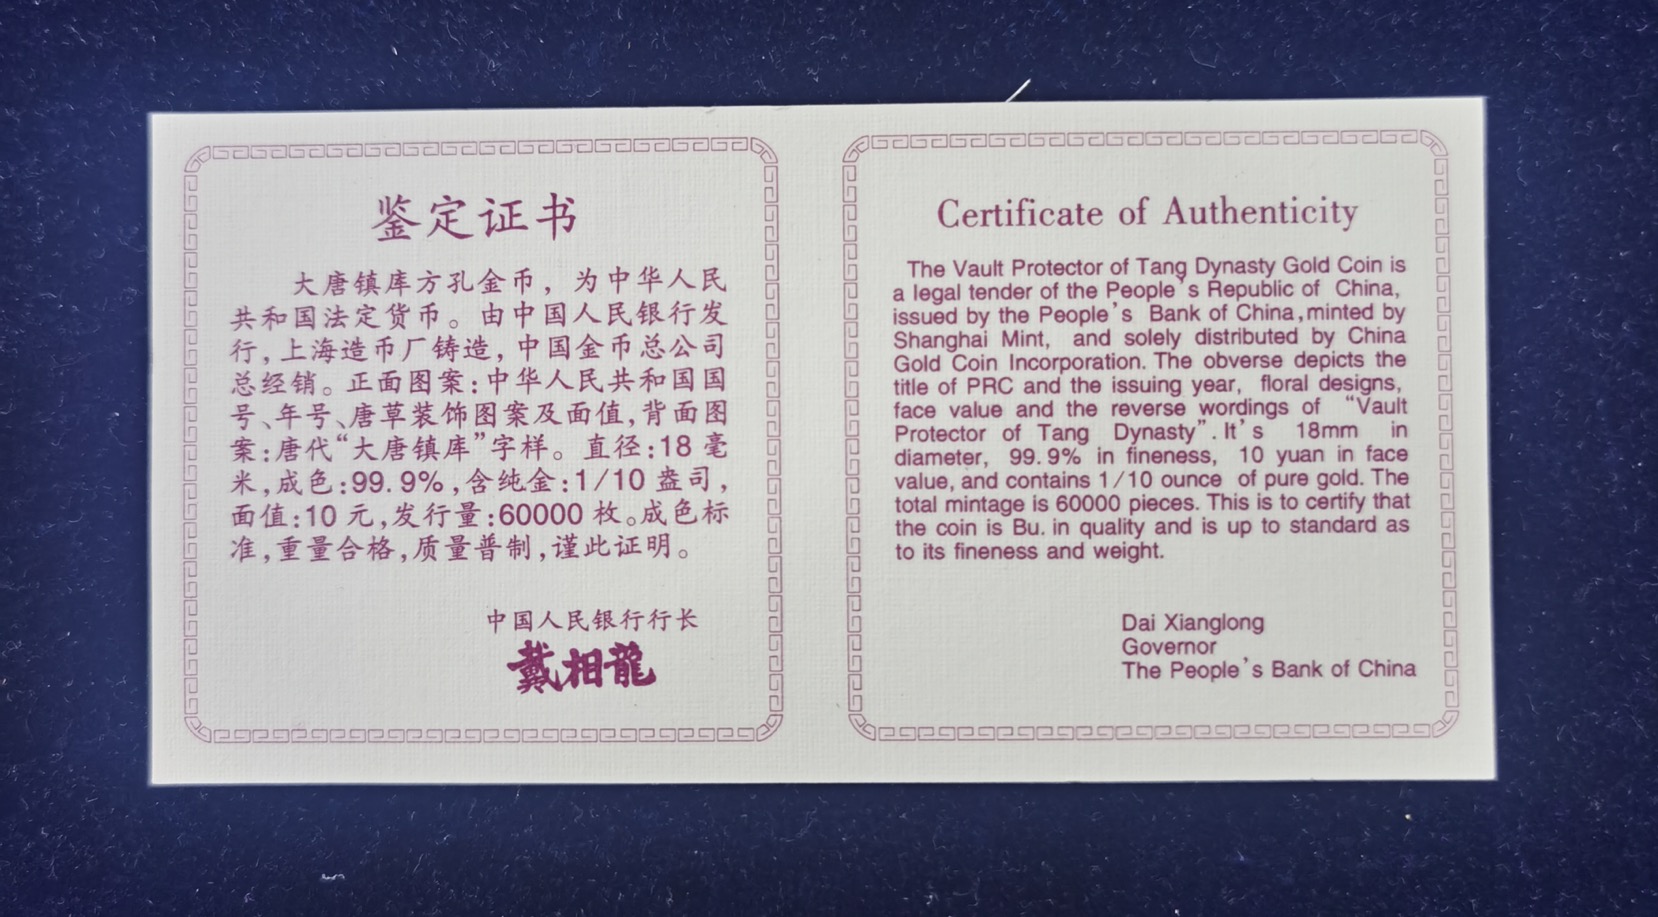 鉴定证书
大唐镇库方孔金币，为中华人民
共和国法定货币。由中国人民银行发
行,上海造币厂铸造,中国金币总公司
总经销。正面图案:中华人民共和国国
号、年号、唐草装饰图案及面值,背面图
案:唐代“大唐镇库”字样。直径:18 毫
米,成色:99.9%,含纯金:1/10 盎司,
面值:10 元,发行量:60000 枚。成色标
准,重量合格,质量普制,谨此证明。
中国人民银行行长
戴相龍
Certificate of Authenticity
The Vault Protector of Tang Dynasty Gold Coin is
a legal tender of the People's Republic of China,
issued by the People's Bank of China,minted by
Shanghai Mint, and solely distributed by China
Gold Coin Incorporation. The obverse depicts the
title of PRC and the issuing year, floral designs,
face value and the reverse wordings of “Vault
Protector of Tang Dynasty”. It's 18mm in
diameter, 99.9% in fineness, 10 yuan in face
value, and contains 1/10 ounce of pure gold. The
total mintage is 60000 pieces. This is to certify that
the coin is Bu. in quality and is up to standard as
to its fineness and weight.
Dai Xianglong
Governor
The People's Bank of China